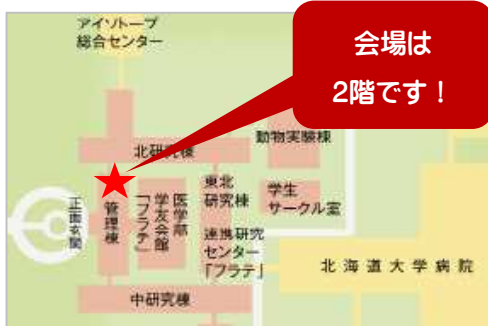 アイソトープ
総合センター
会場は
2階です！
北研究棟
動物実験棟
正面玄関
管理棟
医学部
学友会館
「フラテ」
東北
研究棟
学生
サークル室
連携研究
センター
「フラテ」
北海道大学病院
中研究棟